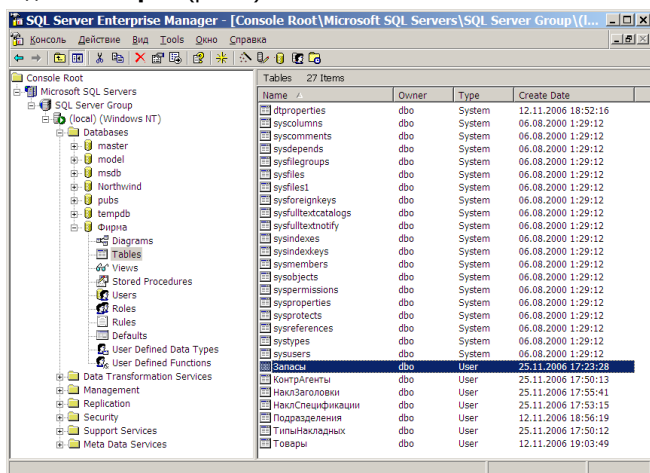 SQL Server Enterprise Manager - [Console Root\Microsoft SQL Servers\SQL Server Group\(l...
Консоль Действие Вид Tools Окно Справка
Console Root
Microsoft SQL Servers
SQL Server Group
(local) (Windows NT)
Databases
master
model
msdb
Northwind
pubs
tempdb
Фирма
Diagrams
Tables
Views
Stored Procedures
Users
Roles
Rules
Defaults
User Defined Data Types
User Defined Functions
Data Transformation Services
Management
Replication
Security
Support Services
Meta Data Services
Tables 27 Items
Name Owner Type Create Date
dtproperties dbo System 12.11.2006 18:52:16
syscolumns dbo System 06.08.2000 1:29:12
syscomments dbo System 06.08.2000 1:29:12
sysdepends dbo System 06.08.2000 1:29:12
sysfilegroups dbo System 06.08.2000 1:29:12
sysfiles dbo System 06.08.2000 1:29:12
sysfiles1 dbo System 06.08.2000 1:29:12
sysforeignkeys dbo System 06.08.2000 1:29:12
sysfulltextcatalogs dbo System 06.08.2000 1:29:12
sysfulltextnotify dbo System 06.08.2000 1:29:12
sysindexes dbo System 06.08.2000 1:29:12
sysindexkeys dbo System 06.08.2000 1:29:12
sysmembers dbo System 06.08.2000 1:29:12
sysobjects dbo System 06.08.2000 1:29:12
syspermissions dbo System 06.08.2000 1:29:12
sysproperties dbo System 06.08.2000 1:29:12
sysprotects dbo System 06.08.2000 1:29:12
sysreferences dbo System 06.08.2000 1:29:12
systypes dbo System 06.08.2000 1:29:12
sysusers dbo System 06.08.2000 1:29:12
Запасы dbo User 25.11.2006 17:23:28
КонтрАгенты dbo User 25.11.2006 17:50:13
НаклЗаголовки dbo User 25.11.2006 17:55:41
НаклСпецификации dbo User 25.11.2006 17:53:15
Подразделения dbo User 12.11.2006 18:56:19
ТипыНакладных dbo User 25.11.2006 17:50:12
Товары dbo User 12.11.2006 19:03:49